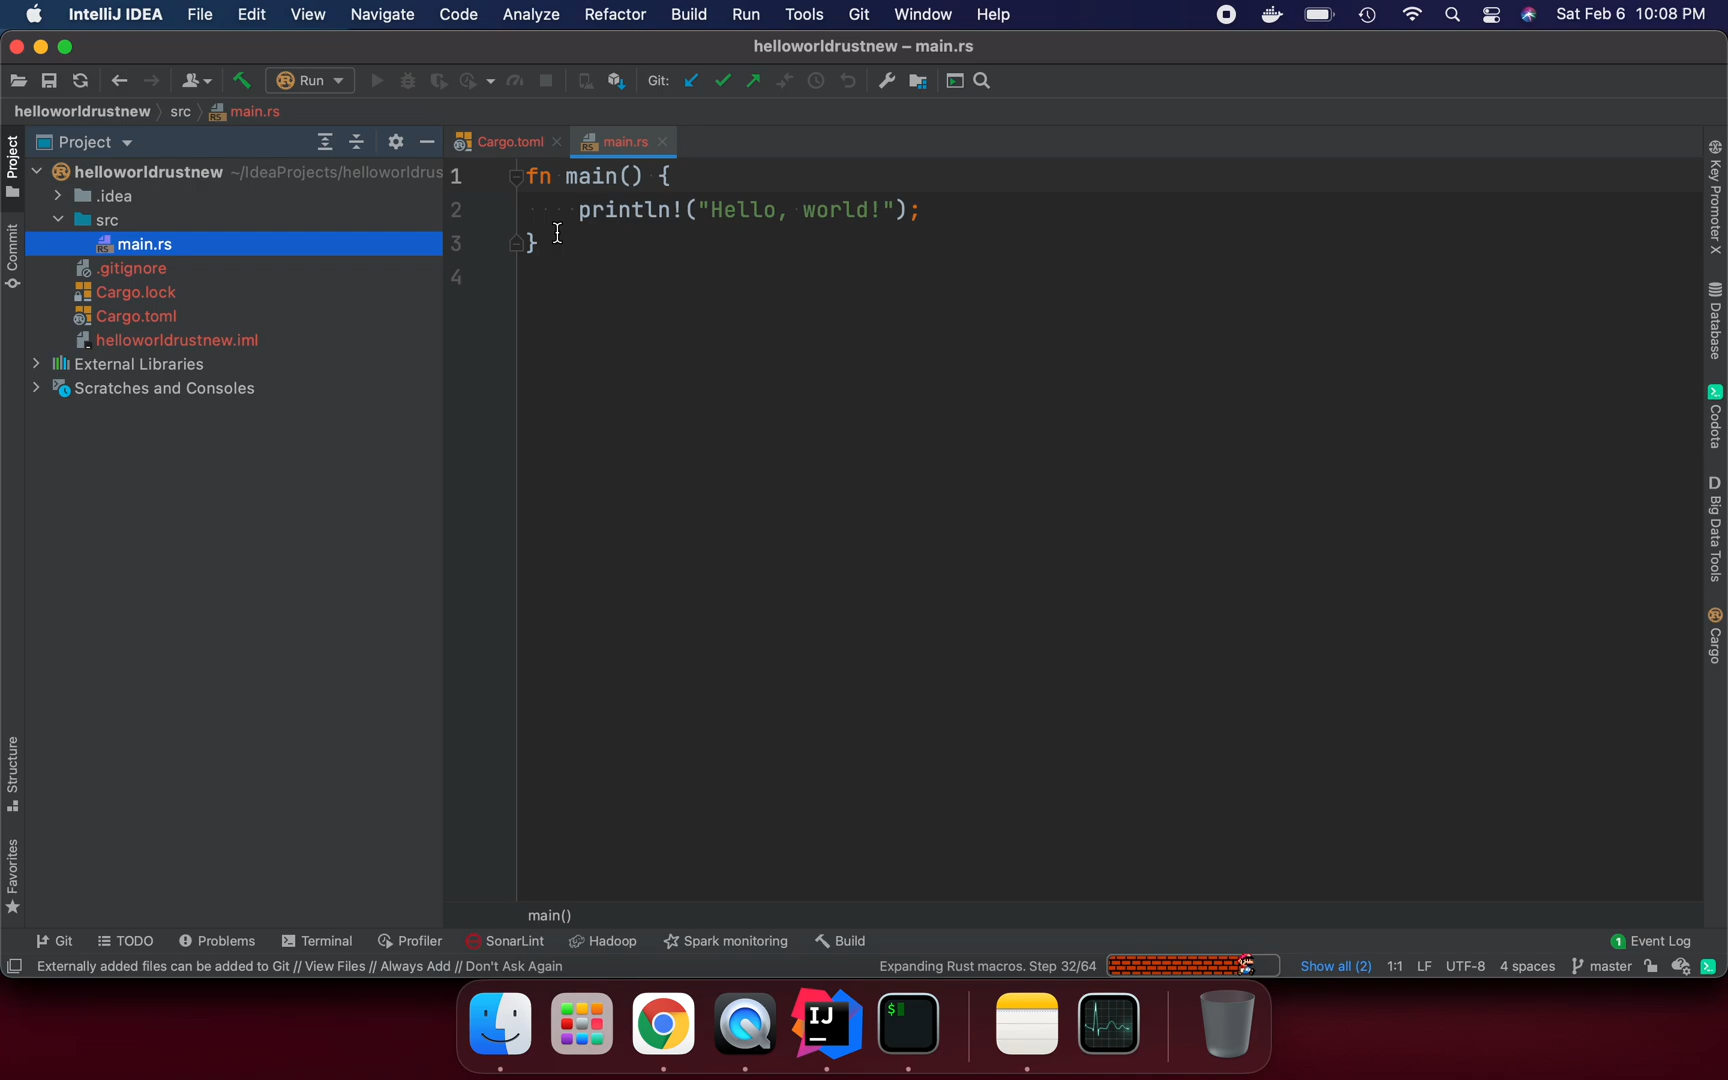 IntelliJ IDEA File Edit View Navigate Code Analyze Refactor Build Run Tools Git Window Help Sat Feb 6 10:08 PM
helloworldrustnew – main.rs
Run Git:
helloworldrustnew src main.rs
Project
Cargo.toml main.rs
helloworldrustnew ~/IdeaProjects/helloworldrus
.idea
src
main.rs
.gitignore
Cargo.lock
Cargo.toml
helloworldrustnew.iml
External Libraries
Scratches and Consoles
1 fn main() {
2 println!("Hello, world!");
3 }
4
main()
Project
Commit
Structure
Favorites
Key Promoter X
Database
Codota
D Big Data Tools
Cargo
Git TODO Problems Terminal Profiler SonarLint Hadoop Spark monitoring Build 1 Event Log
Externally added files can be added to Git // View Files // Always Add // Don't Ask Again Expanding Rust macros. Step 32/64 Show all (2) 1:1 LF UTF-8 4 spaces master
IJ $